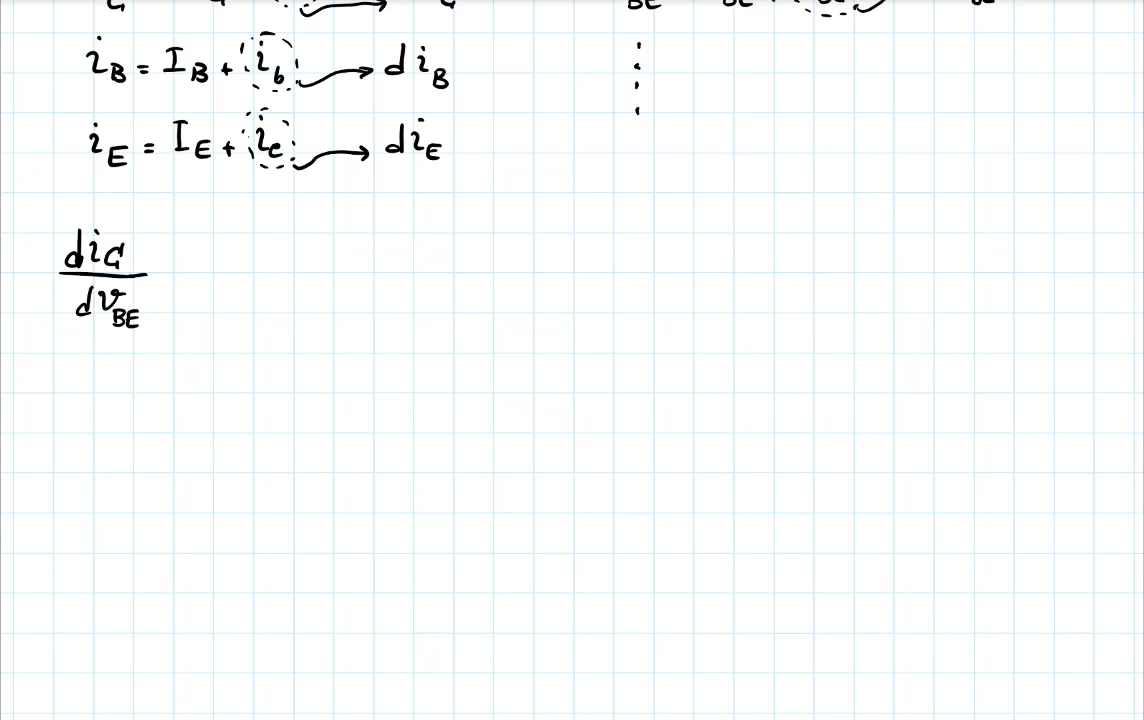 i_B = I_B + i_b → di_B
i_E = I_E + i_e → di_E
di_C
dv_BE